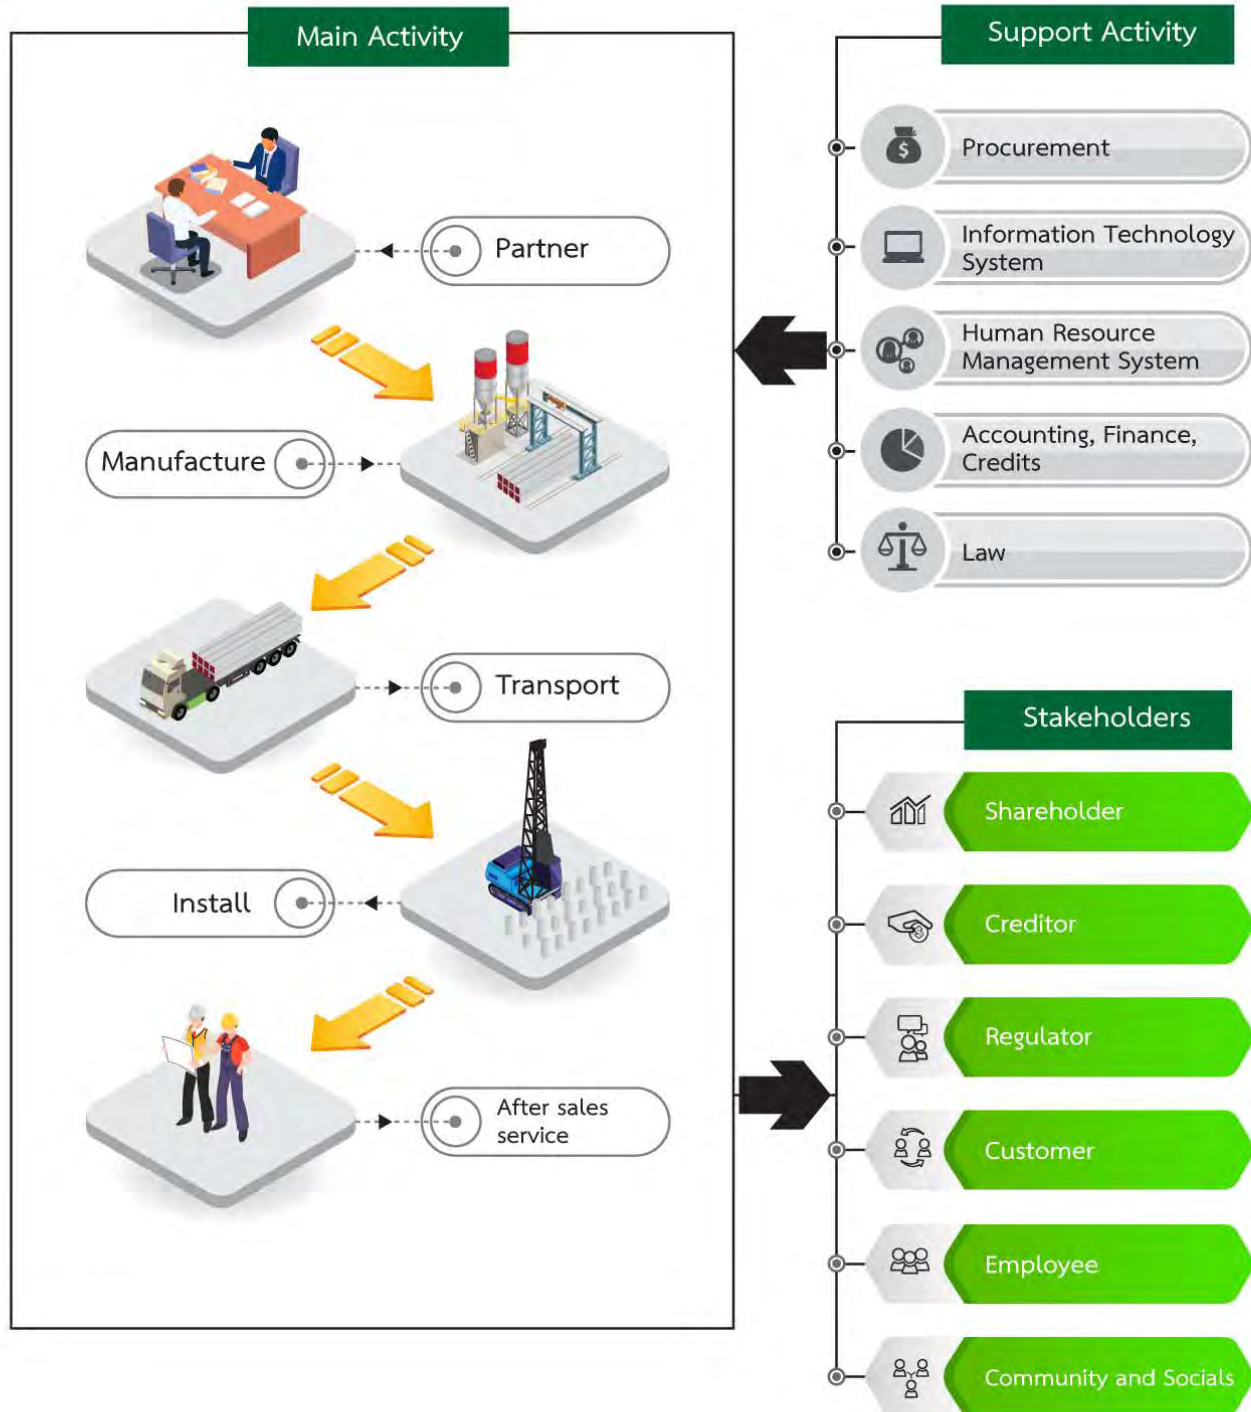 Main Activity
Partner
Manufacture
Transport
Install
After sales
service
Support Activity
Procurement
Information Technology
System
Human Resource
Management System
Accounting, Finance,
Credits
Law
Stakeholders
Shareholder
Creditor
Regulator
Customer
Employee
Community and Socials